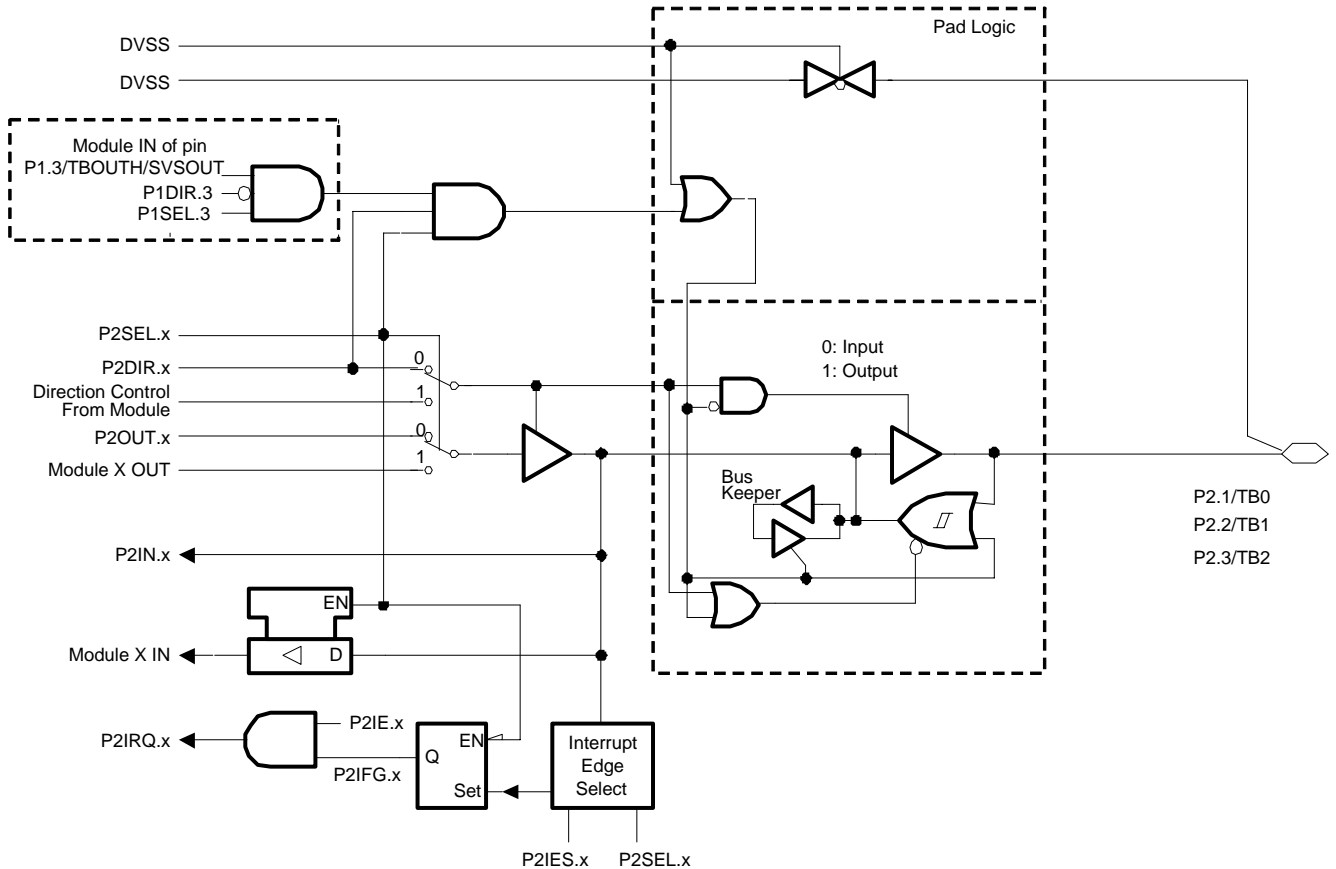 Pad Logic
DVSS
DVSS
Module IN of pin
P1.3/TBOUTH/SVSOUT
P1DIR.3
P1SEL.3
P2SEL.x
P2DIR.x
0
Direction Control
From Module
1
0: Input
1: Output
P2OUT.x
0
Module X OUT
1
Bus
Keeper
P2.1/TB0
P2.2/TB1
P2.3/TB2
P2IN.x
EN
Module X IN
D
P2IRQ.x
P2IE.x
P2IFG.x
EN
Q
Set
Interrupt
Edge
Select
P2IES.x
P2SEL.x